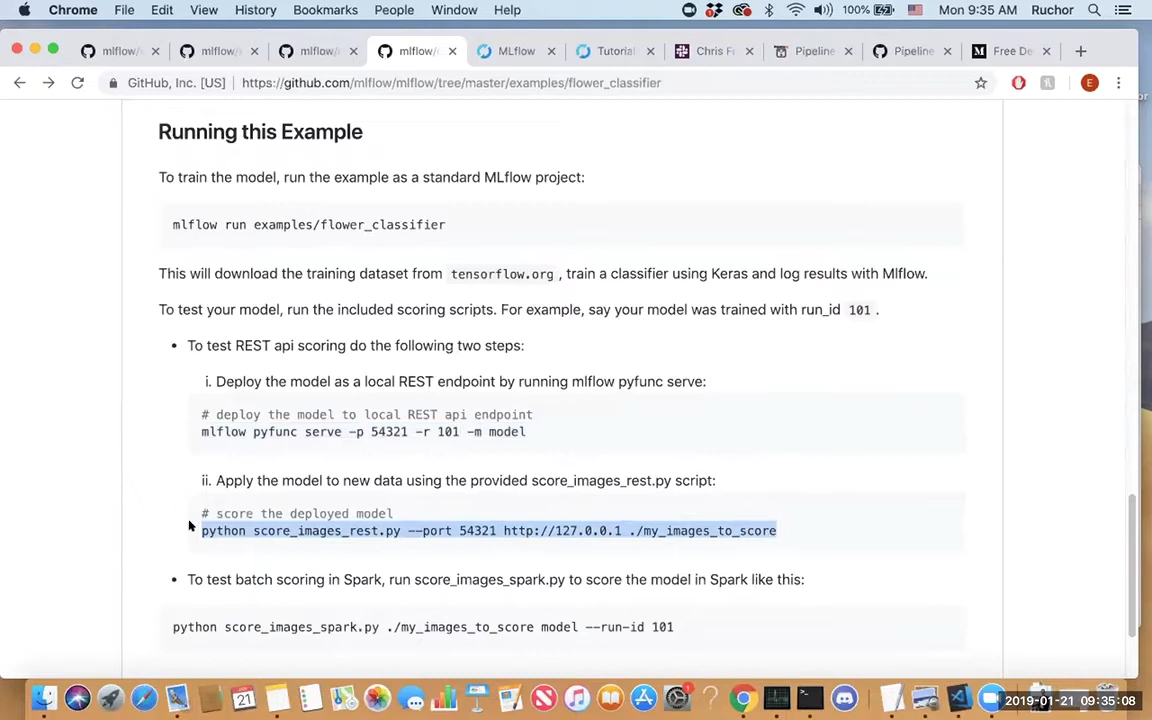 Chrome File Edit View History Bookmarks People Window Help 100% Mon 9:35 AM Ruchor
mlflow/ mlflow/ mlflow/ mlflow/ MLflow Tutorial Chris F Pipeline Pipeline Free De
GitHub, Inc. [US] https://github.com/mlflow/mlflow/tree/master/examples/flower_classifier E
Running this Example
To train the model, run the example as a standard MLflow project:
mlflow run examples/flower_classifier
This will download the training dataset from tensorflow.org , train a classifier using Keras and log results with Mlflow.
To test your model, run the included scoring scripts. For example, say your model was trained with run_id 101 .
• To test REST api scoring do the following two steps:
i. Deploy the model as a local REST endpoint by running mlflow pyfunc serve:
# deploy the model to local REST api endpoint
mlflow pyfunc serve -p 54321 -r 101 -m model
ii. Apply the model to new data using the provided score_images_rest.py script:
# score the deployed model
python score_images_rest.py --port 54321 http://127.0.0.1 ./my_images_to_score
• To test batch scoring in Spark, run score_images_spark.py to score the model in Spark like this:
python score_images_spark.py ./my_images_to_score model --run-id 101
21
2019-01-21 09:35:08